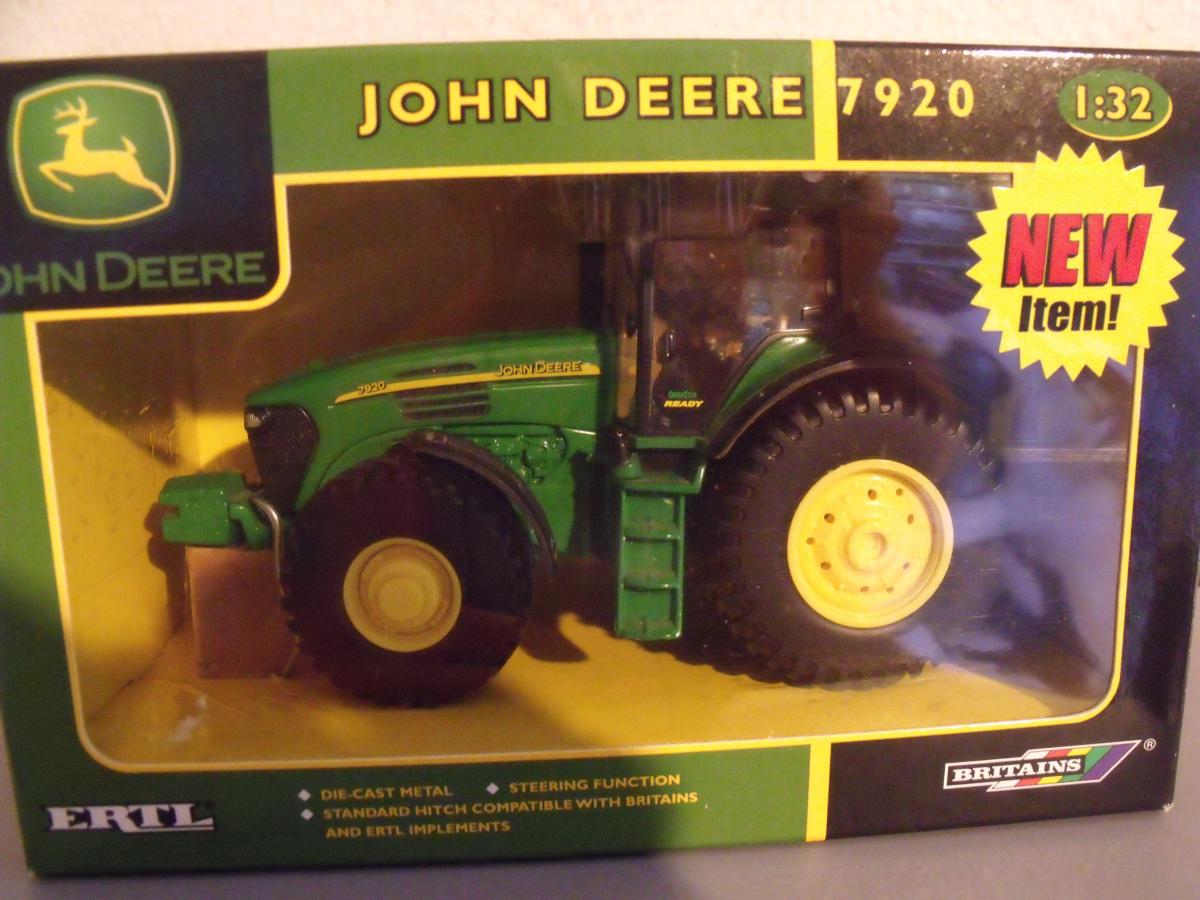 JOHN DEERE 7920
1:32
JOHN DEERE
NEW
Item!
7920
JOHN DEERE
GreenStar
READY
ERTL®
DIE-CAST METAL
STEERING FUNCTION
STANDARD HITCH COMPATIBLE WITH BRITAINS
AND ERTL IMPLEMENTS
BRITAINS ®